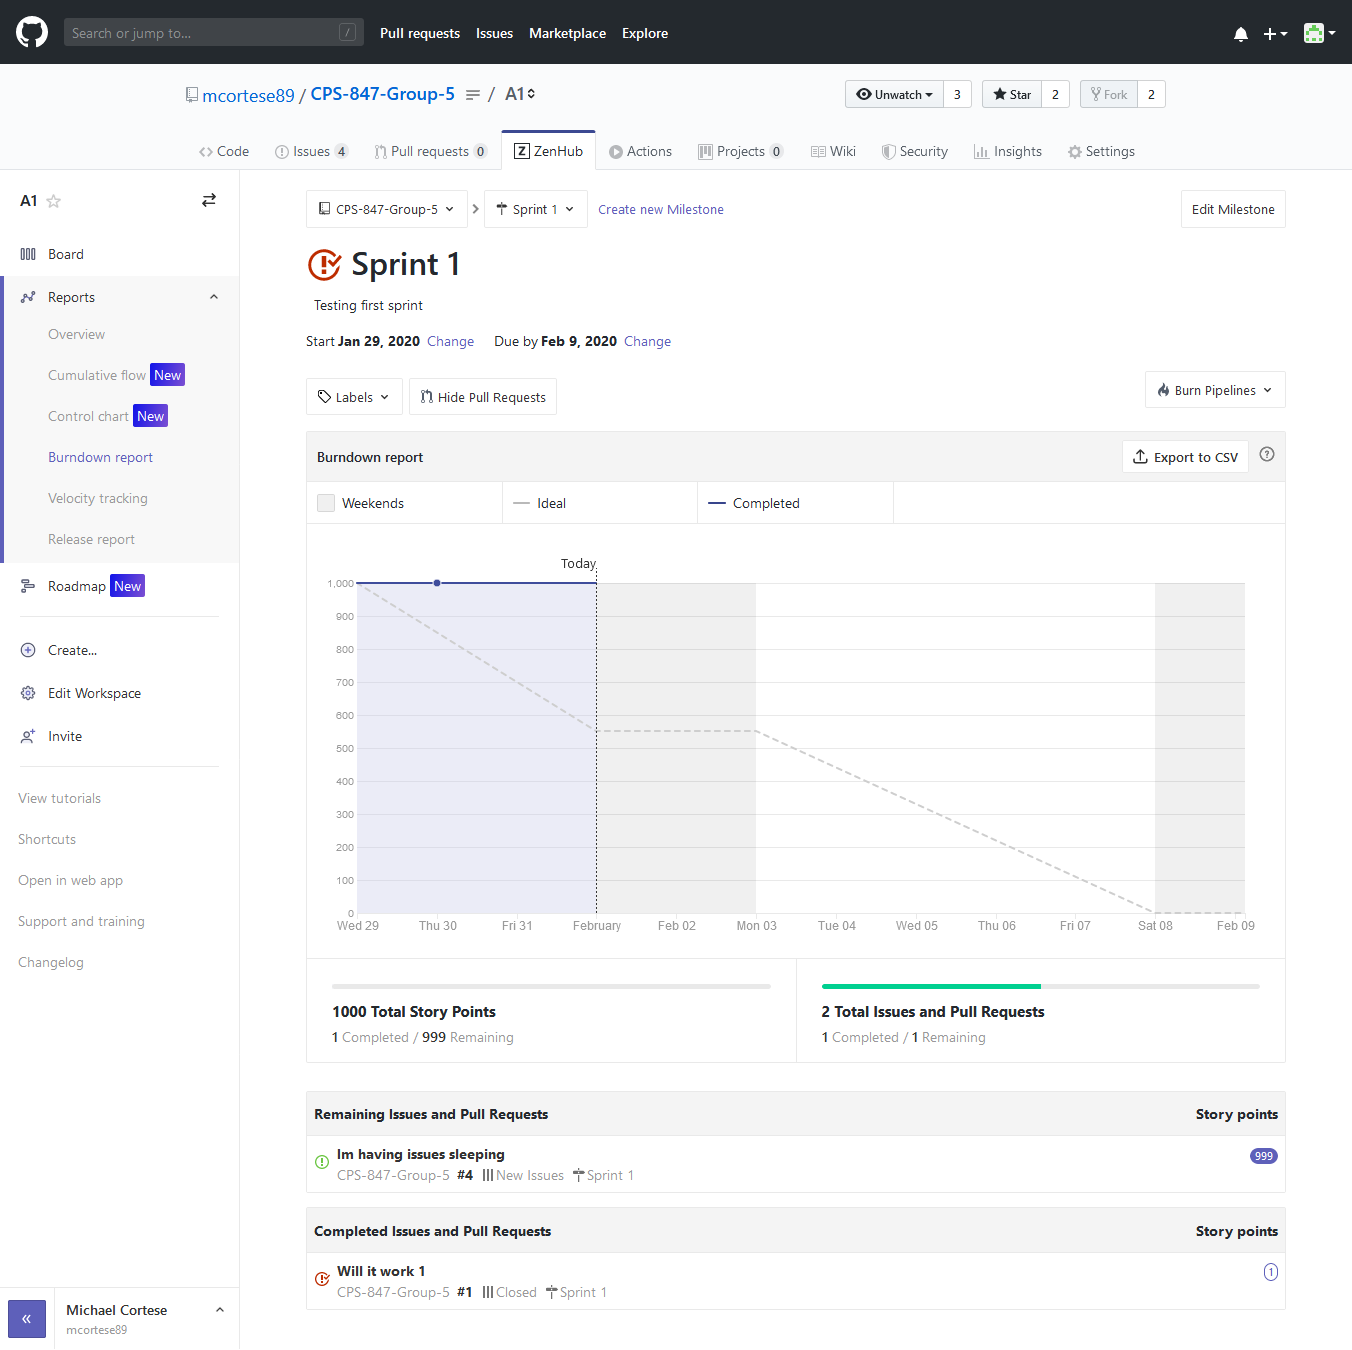 Search or jump to... /
Pull requests Issues Marketplace Explore
mcortese89 / CPS-847-Group-5 / A1
Unwatch 3 Star 2 Fork 2
Code Issues 4 Pull requests 0 ZenHub Actions Projects 0 Wiki Security Insights Settings
A1
Board
Reports
Overview
Cumulative flow New
Control chart New
Burndown report
Velocity tracking
Release report
Roadmap New
Create...
Edit Workspace
Invite
View tutorials
Shortcuts
Open in web app
Support and training
Changelog
« Michael Cortese
mcortese89
CPS-847-Group-5 Sprint 1 Create new Milestone Edit Milestone
Sprint 1
Testing first sprint
Start Jan 29, 2020 Change Due by Feb 9, 2020 Change
Labels Hide Pull Requests Burn Pipelines
Burndown report Export to CSV ?
Weekends Ideal Completed
Today
1,000
900
800
700
600
500
400
300
200
100
0
Wed 29 Thu 30 Fri 31 February Feb 02 Mon 03 Tue 04 Wed 05 Thu 06 Fri 07 Sat 08 Feb 09
1000 Total Story Points
1 Completed / 999 Remaining
2 Total Issues and Pull Requests
1 Completed / 1 Remaining
Remaining Issues and Pull Requests Story points
Im having issues sleeping 999
CPS-847-Group-5 #4 New Issues Sprint 1
Completed Issues and Pull Requests Story points
Will it work 1 1
CPS-847-Group-5 #1 Closed Sprint 1